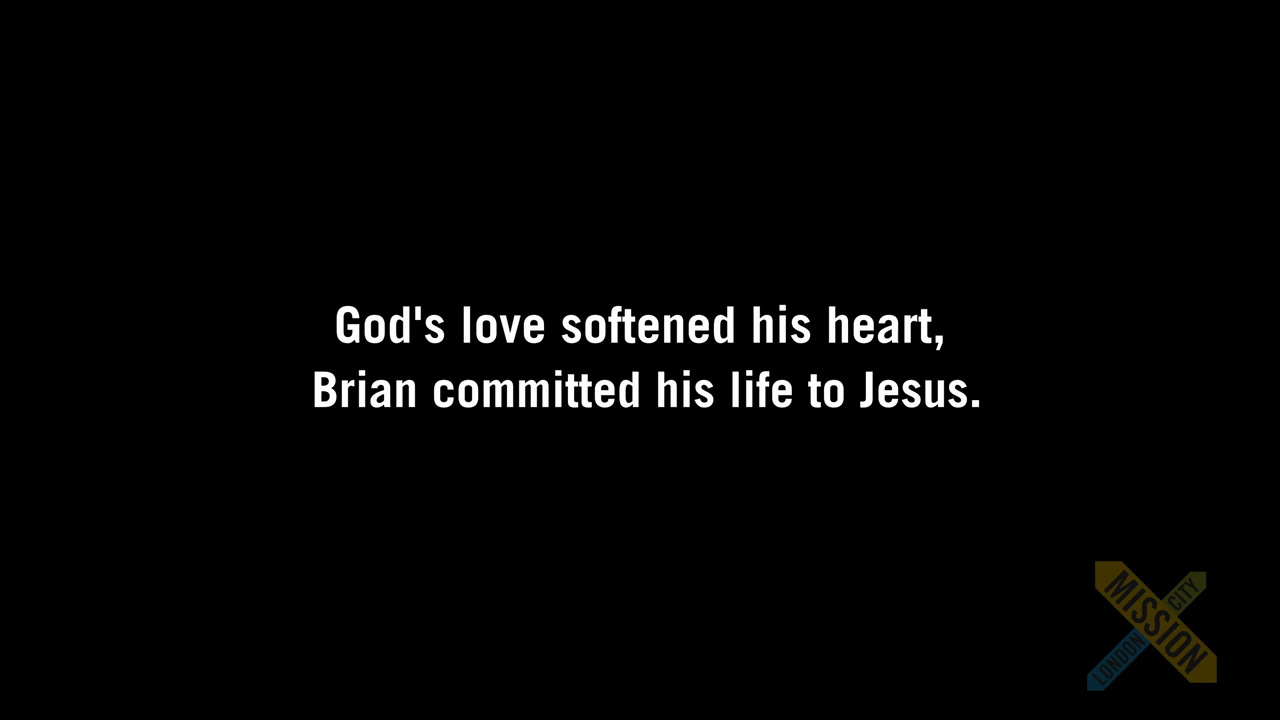 God's love softened his heart,
Brian committed his life to Jesus.
MISSION
CITY
LONDON